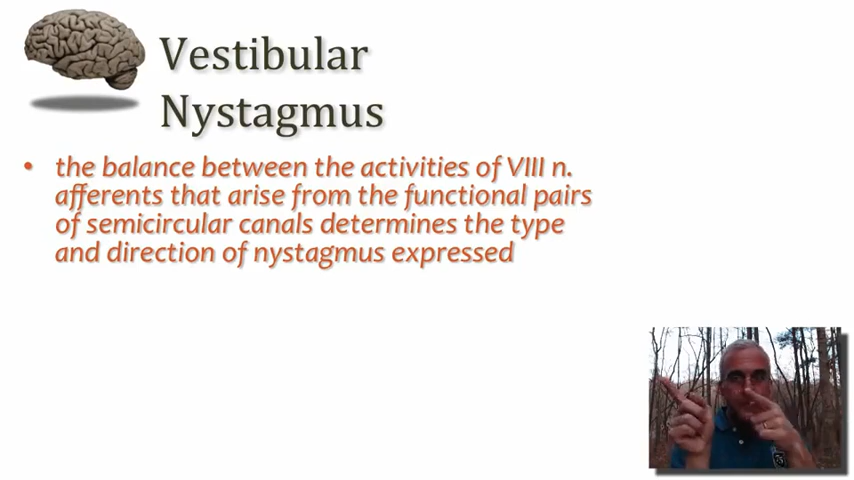 Vestibular
Nystagmus
• the balance between the activities of VIII n.
afferents that arise from the functional pairs
of semicircular canals determines the type
and direction of nystagmus expressed